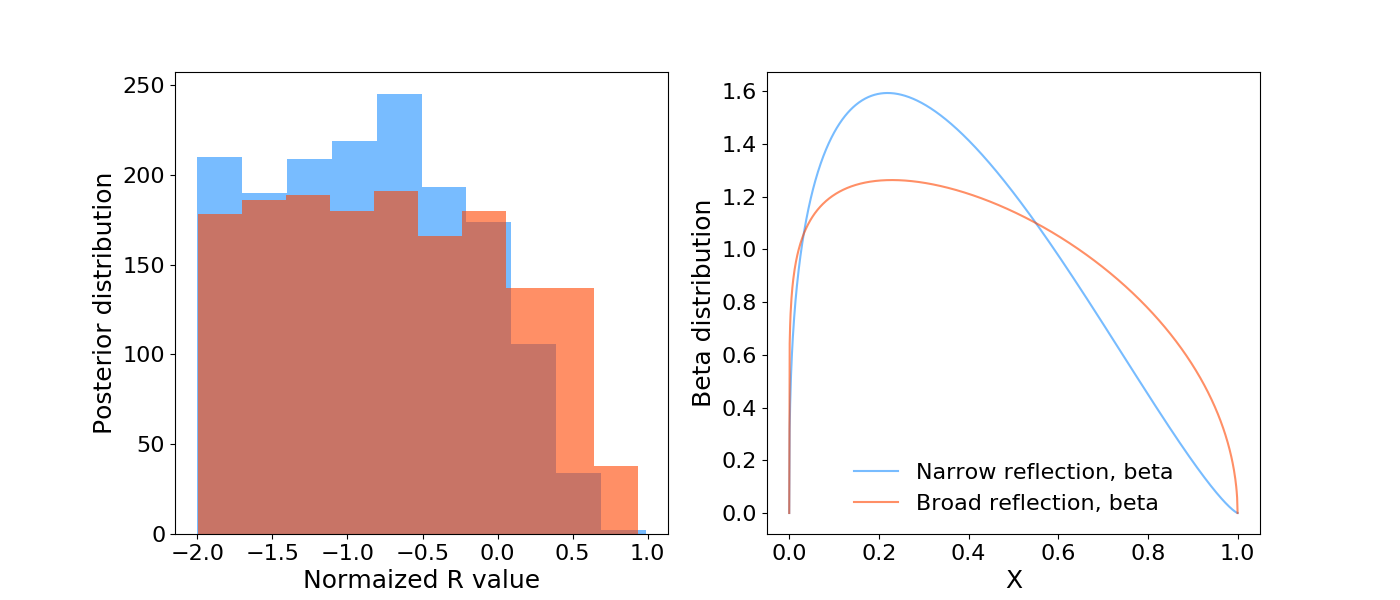 250
200
150
100
50
0
−2.0 −1.5 −1.0 −0.5 0.0 0.5 1.0
Normaized R value
Posterior distribution
1.6
1.4
1.2
1.0
0.8
0.6
0.4
0.2
0.0
0.0 0.2 0.4 0.6 0.8 1.0
X
Beta distribution
Narrow reflection, beta
Broad reflection, beta